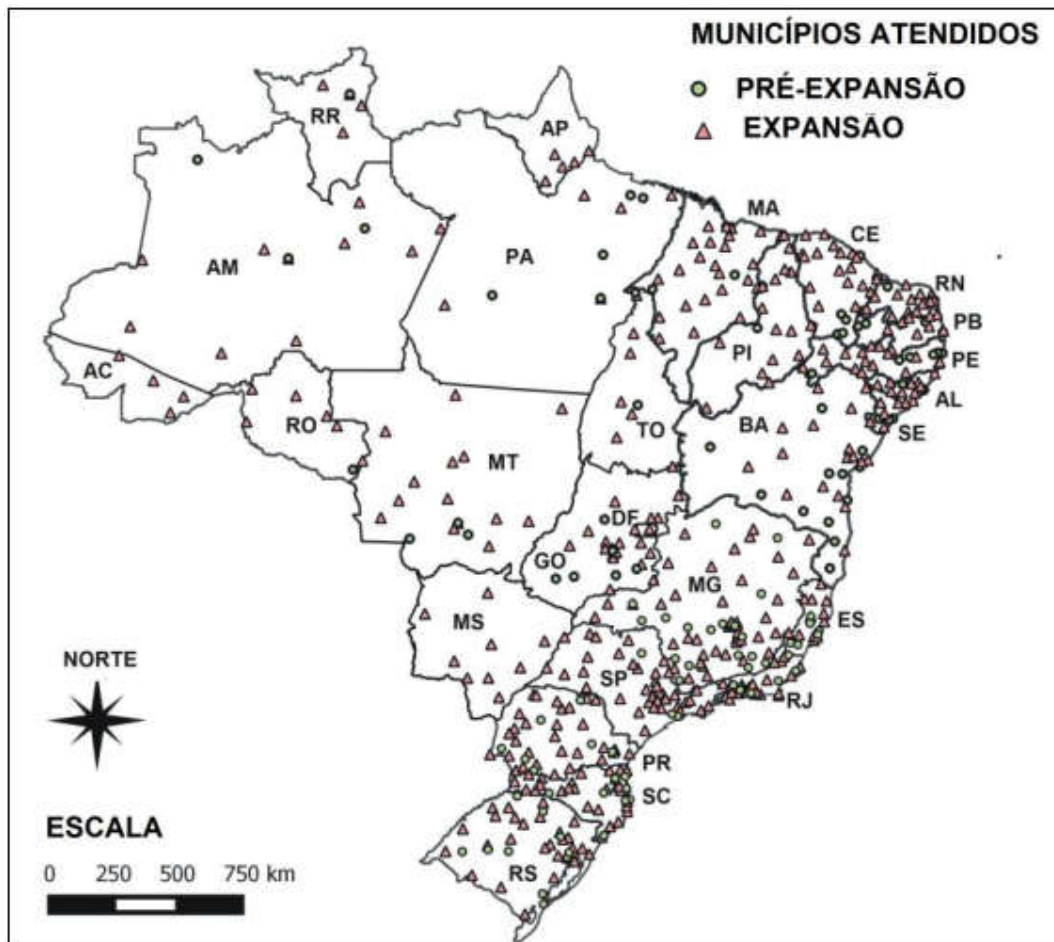 MUNICÍPIOS ATENDIDOS
PRÉ-EXPANSÃO
EXPANSÃO
RR
AP
AM
PA
MA
CE
RN
PB
PE
AL
SE
PI
AC
RO
TO
BA
MT
DF
GO
MG
ES
MS
SP
RJ
PR
SC
RS
NORTE
ESCALA
0 250 500 750 km